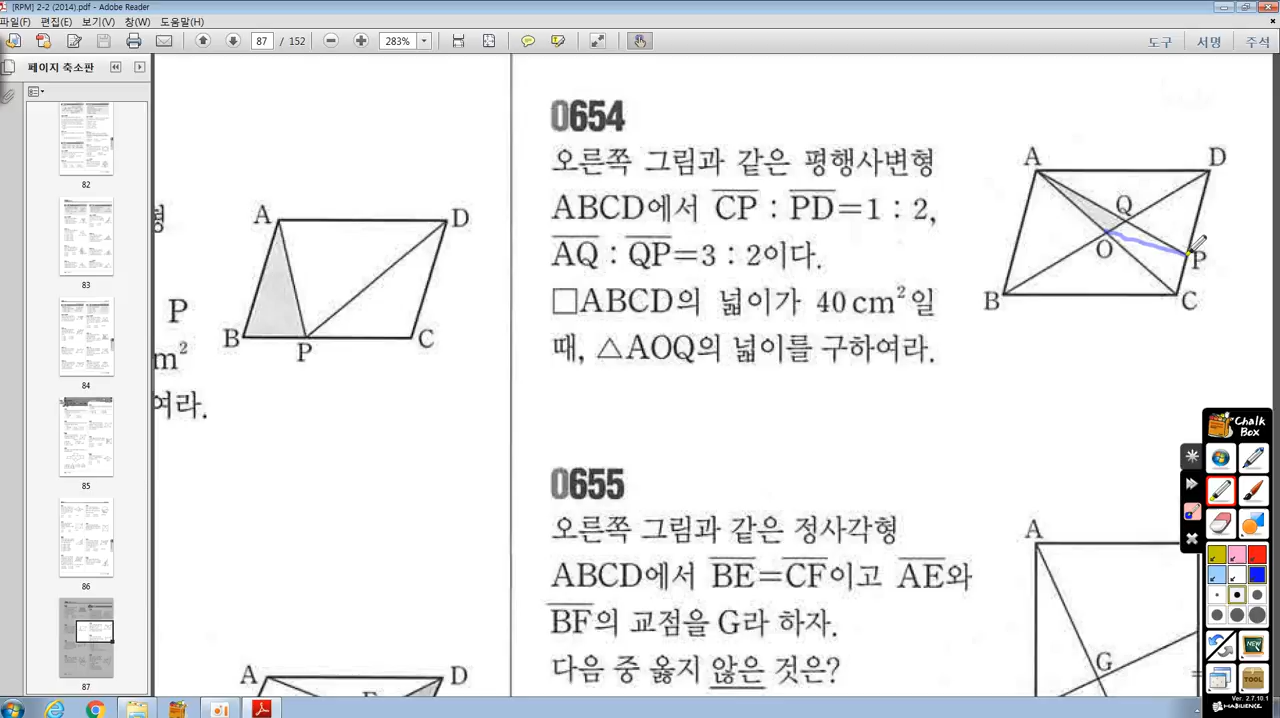 [RPM] 2-2 (2014).pdf - Adobe Reader
파일(F) 편집(E) 보기(V) 창(W) 도움말(H)
87 / 152 283% 도구 서명 주석
페이지 축소판
82
83
84
85
86
87
형
P
m²
여라.
A D
B P C
A D
0654
오른쪽 그림과 같은 평행사변형
ABCD에서 CP : PD=1 : 2,
AQ : QP=3 : 2이다.
□ABCD의 넓이가 40 cm²일
때, △AOQ의 넓이를 구하여라.
A D
Q
O P
B C
0655
오른쪽 그림과 같은 정사각형
ABCD에서 BE=CF이고 AE와
BF의 교점을 G라 하자.
다음 중 옳지 않은 것은?
A
G
Chalk
Box
NEW
TOOL
Ver. 2.7.10.1
MABILIENCE